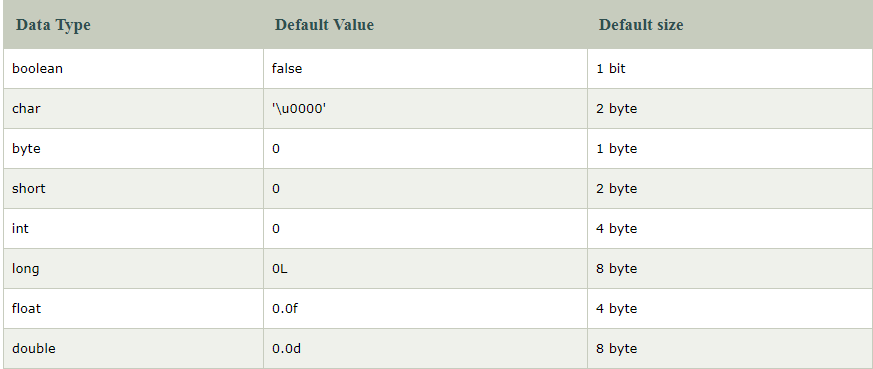 Data Type Default Value Default size
boolean false 1 bit
char '\u0000' 2 byte
byte 0 1 byte
short 0 2 byte
int 0 4 byte
long 0L 8 byte
float 0.0f 4 byte
double 0.0d 8 byte